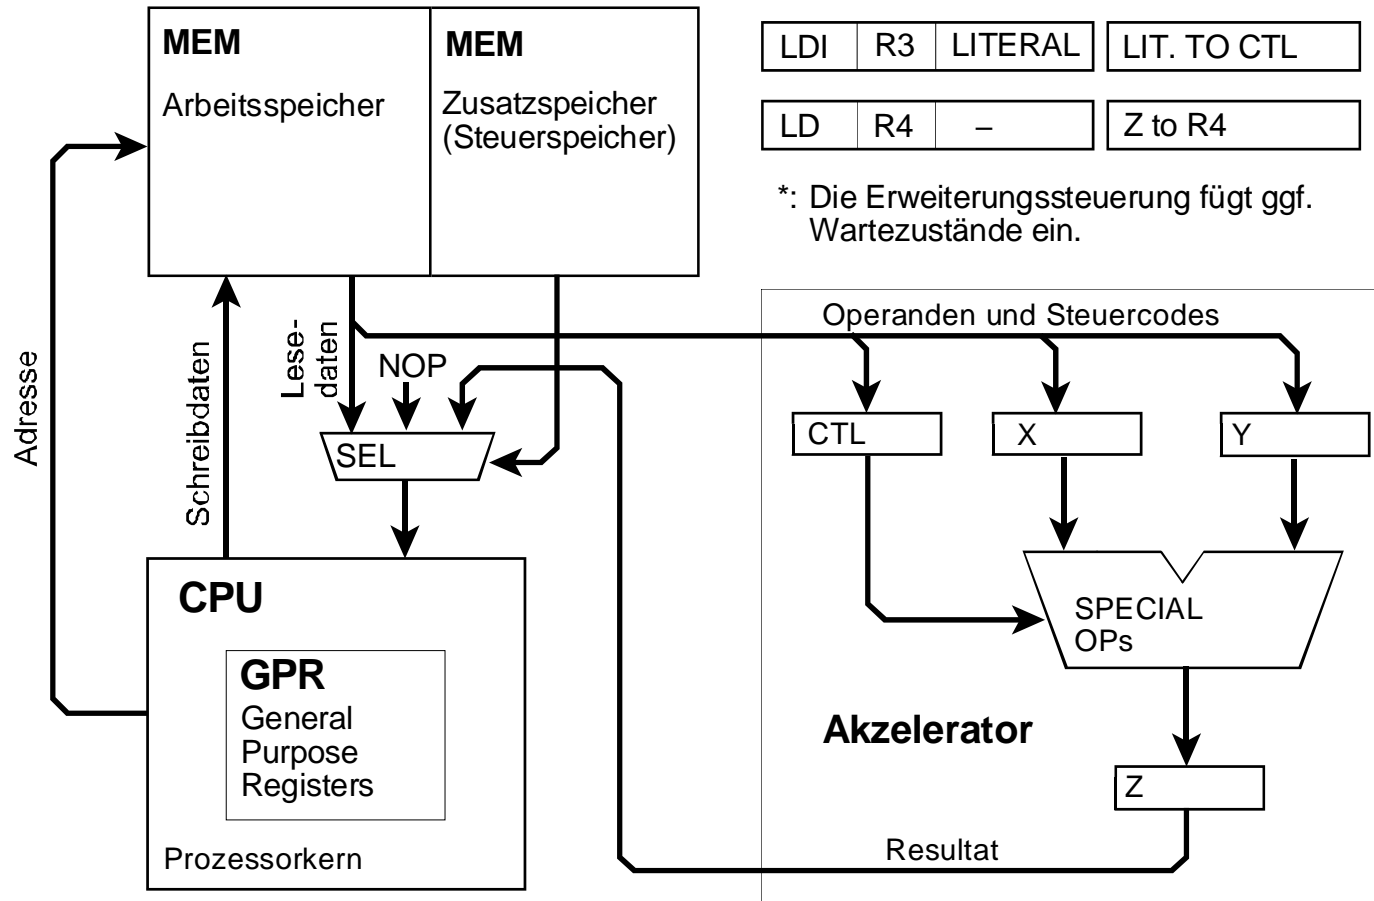 MEM
Arbeitsspeicher
MEM
Zusatzspeicher
(Steuerspeicher)
LDI R3 LITERAL LIT. TO CTL
LD R4 – Z to R4
*: Die Erweiterungssteuerung fügt ggf.
Wartezustände ein.
Adresse
Schreibdaten
Lese-
daten
NOP
SEL
Operanden und Steuercodes
CTL
X
Y
SPECIAL
OPs
Akzelerator
Z
Resultat
CPU
GPR
General
Purpose
Registers
Prozessorkern